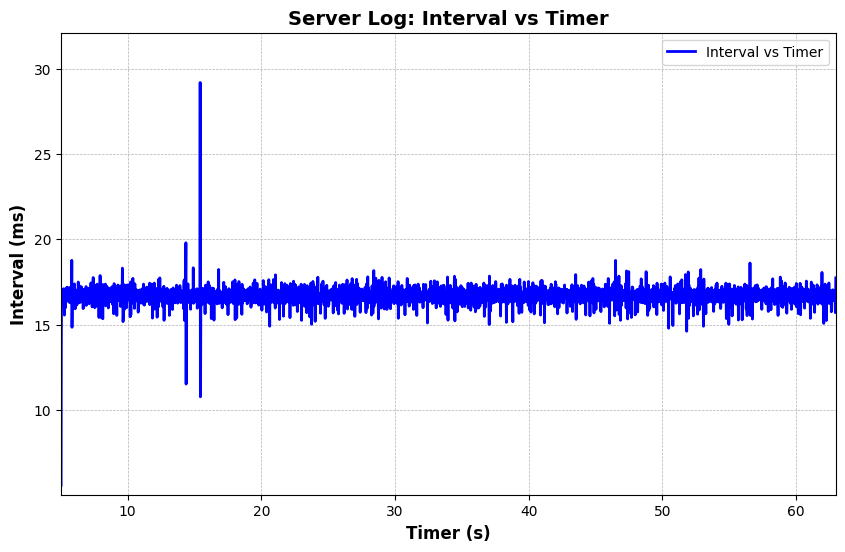 Server Log: Interval vs Timer
Interval vs Timer
30
25
20
15
10
Interval (ms)
10 20 30 40 50 60
Timer (s)